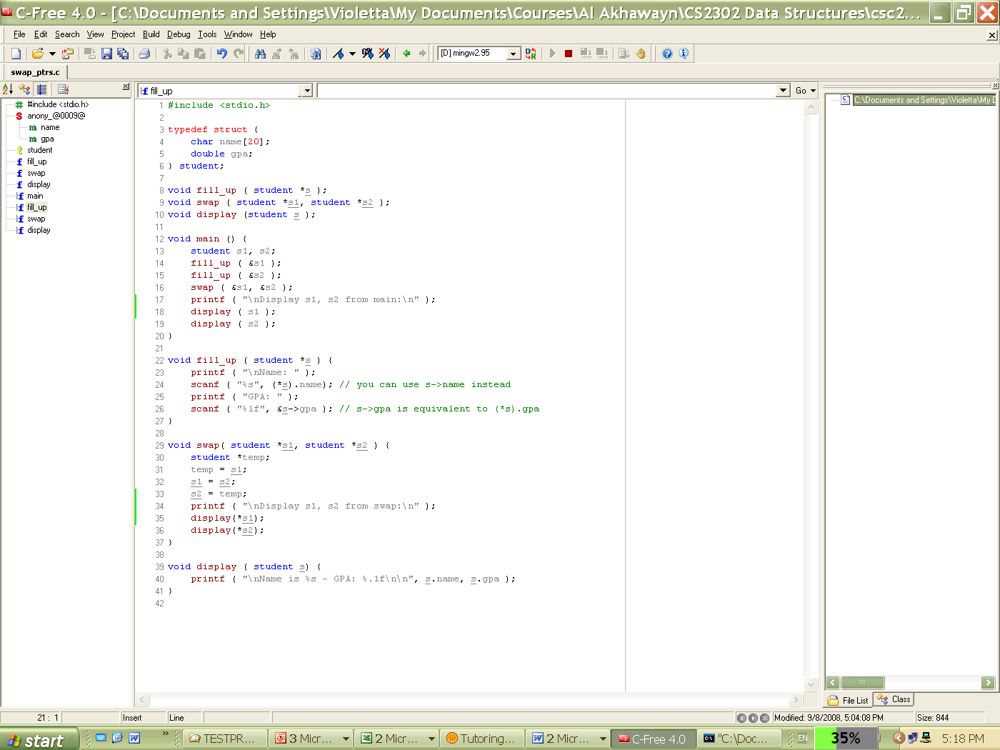 C-Free 4.0 - [C:\Documents and Settings\Violetta\My Documents\Courses\Al Akhawayn\CS2302 Data Structures\csc2...
File Edit Search View Project Build Debug Tools Window Help
[D] mingw2.95
swap_ptrs.c
fill_up
Go
#include <stdio.h>
anony_@0009@
name
gpa
student
fill_up
swap
display
main
fill_up
swap
display
1 #include <stdio.h>
2
3 typedef struct {
4 char name[20];
5 double gpa;
6 } student;
7
8 void fill_up ( student *s );
9 void swap ( student *s1, student *s2 );
10 void display (student s );
11
12 void main () {
13 student s1, s2;
14 fill_up ( &s1 );
15 fill_up ( &s2 );
16 swap ( &s1, &s2 );
17 printf ( "\nDisplay s1, s2 from main:\n" );
18 display ( s1 );
19 display ( s2 );
20 }
21
22 void fill_up ( student *s ) {
23 printf ( "\nName: " );
24 scanf ( "%s", (*s).name); // you can use s->name instead
25 printf ( "GPA: " );
26 scanf ( "%lf", &s->gpa ); // s->gpa is equivalent to (*s).gpa
27 }
28
29 void swap( student *s1, student *s2 ) {
30 student *temp;
31 temp = s1;
32 s1 = s2;
33 s2 = temp;
34 printf ( "\nDisplay s1, s2 from swap:\n" );
35 display(*s1);
36 display(*s2);
37 }
38
39 void display ( student s) {
40 printf ( "\nName is %s - GPA: %.1f\n\n", s.name, s.gpa );
41 }
42
C:\Documents and Settings\Violetta\My D
File List Class
21 : 1 Insert Line Modified: 9/8/2008, 5:04:08 PM Size: 844
start TESTPR... 3 Micr... 2 Micr... Tutoring... 2 Micr... C-Free 4.0 "C:\Doc... EN 35% 5:18 PM